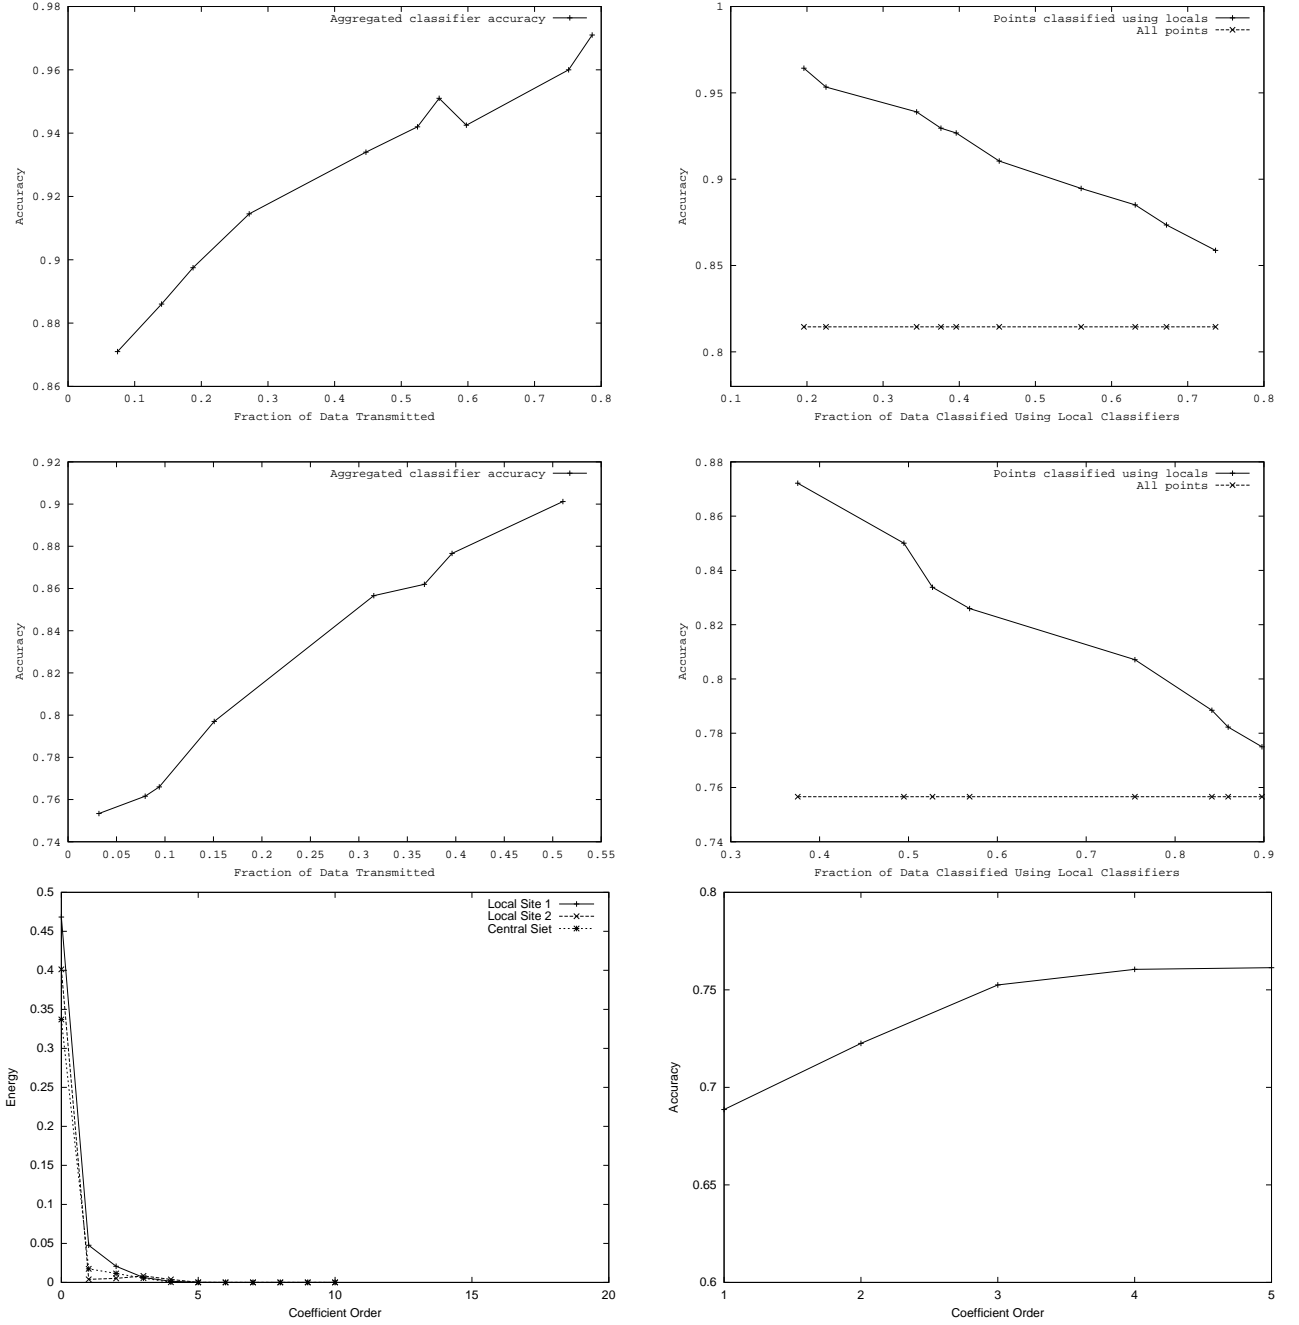 Aggregated classifier accuracy
0.98
0.96
0.94
0.92
0.9
0.88
0.86
Accuracy
0 0.1 0.2 0.3 0.4 0.5 0.6 0.7 0.8
Fraction of Data Transmitted
Points classified using locals
All points
1
0.95
0.9
0.85
0.8
Accuracy
0.1 0.2 0.3 0.4 0.5 0.6 0.7 0.8
Fraction of Data Classified Using Local Classifiers
Aggregated classifier accuracy
0.92
0.9
0.88
0.86
0.84
0.82
0.8
0.78
0.76
0.74
Accuracy
0 0.05 0.1 0.15 0.2 0.25 0.3 0.35 0.4 0.45 0.5 0.55
Fraction of Data Transmitted
Points classified using locals
All points
0.88
0.86
0.84
0.82
0.8
0.78
0.76
0.74
Accuracy
0.3 0.4 0.5 0.6 0.7 0.8 0.9
Fraction of Data Classified Using Local Classifiers
Local Site 1
Local Site 2
Central Siet
0.5
0.45
0.4
0.35
0.3
0.25
0.2
0.15
0.1
0.05
0
Energy
0 5 10 15 20
Coefficient Order
0.8
0.75
0.7
0.65
0.6
Accuracy
1 2 3 4 5
Coefficient Order